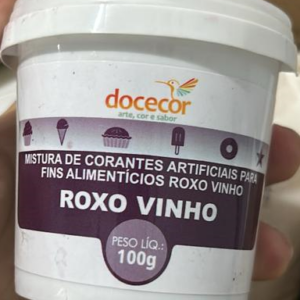 docecor
arte, cor e sabor
MISTURA DE CORANTES ARTIFICIAIS PARA
FINS ALIMENTÍCIOS ROXO VINHO
ROXO VINHO
PESO LÍQ.:
100g